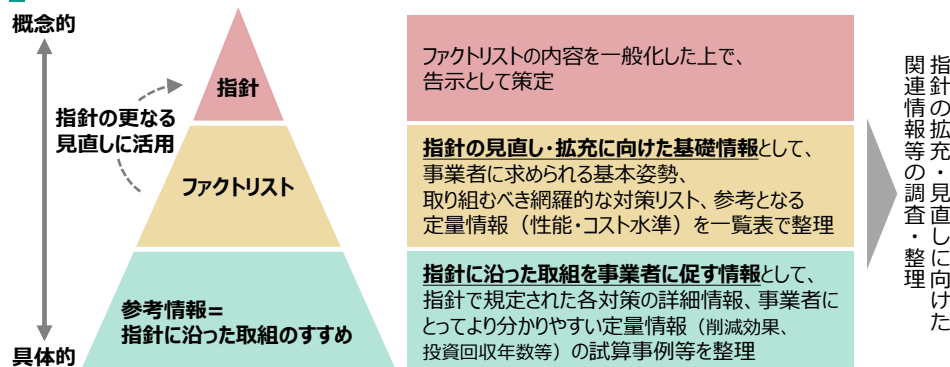 概念的
指針
指針の更なる
見直しに活用
ファクトリスト
参考情報=
指針に沿った取組のすすめ
具体的
ファクトリストの内容を一般化した上で、
告示として策定
指針の見直し・拡充に向けた基礎情報として、
事業者に求められる基本姿勢、
取り組むべき網羅的な対策リスト、参考となる
定量情報（性能・コスト水準）を一覧表で整理
指針に沿った取組を事業者に促す情報として、
指針で規定された各対策の詳細情報、事業者に
とってより分かりやすい定量情報（削減効果、
投資回収年数等）の試算事例等を整理
指針の拡充・見直しに向けた
関連情報等の調査・整理